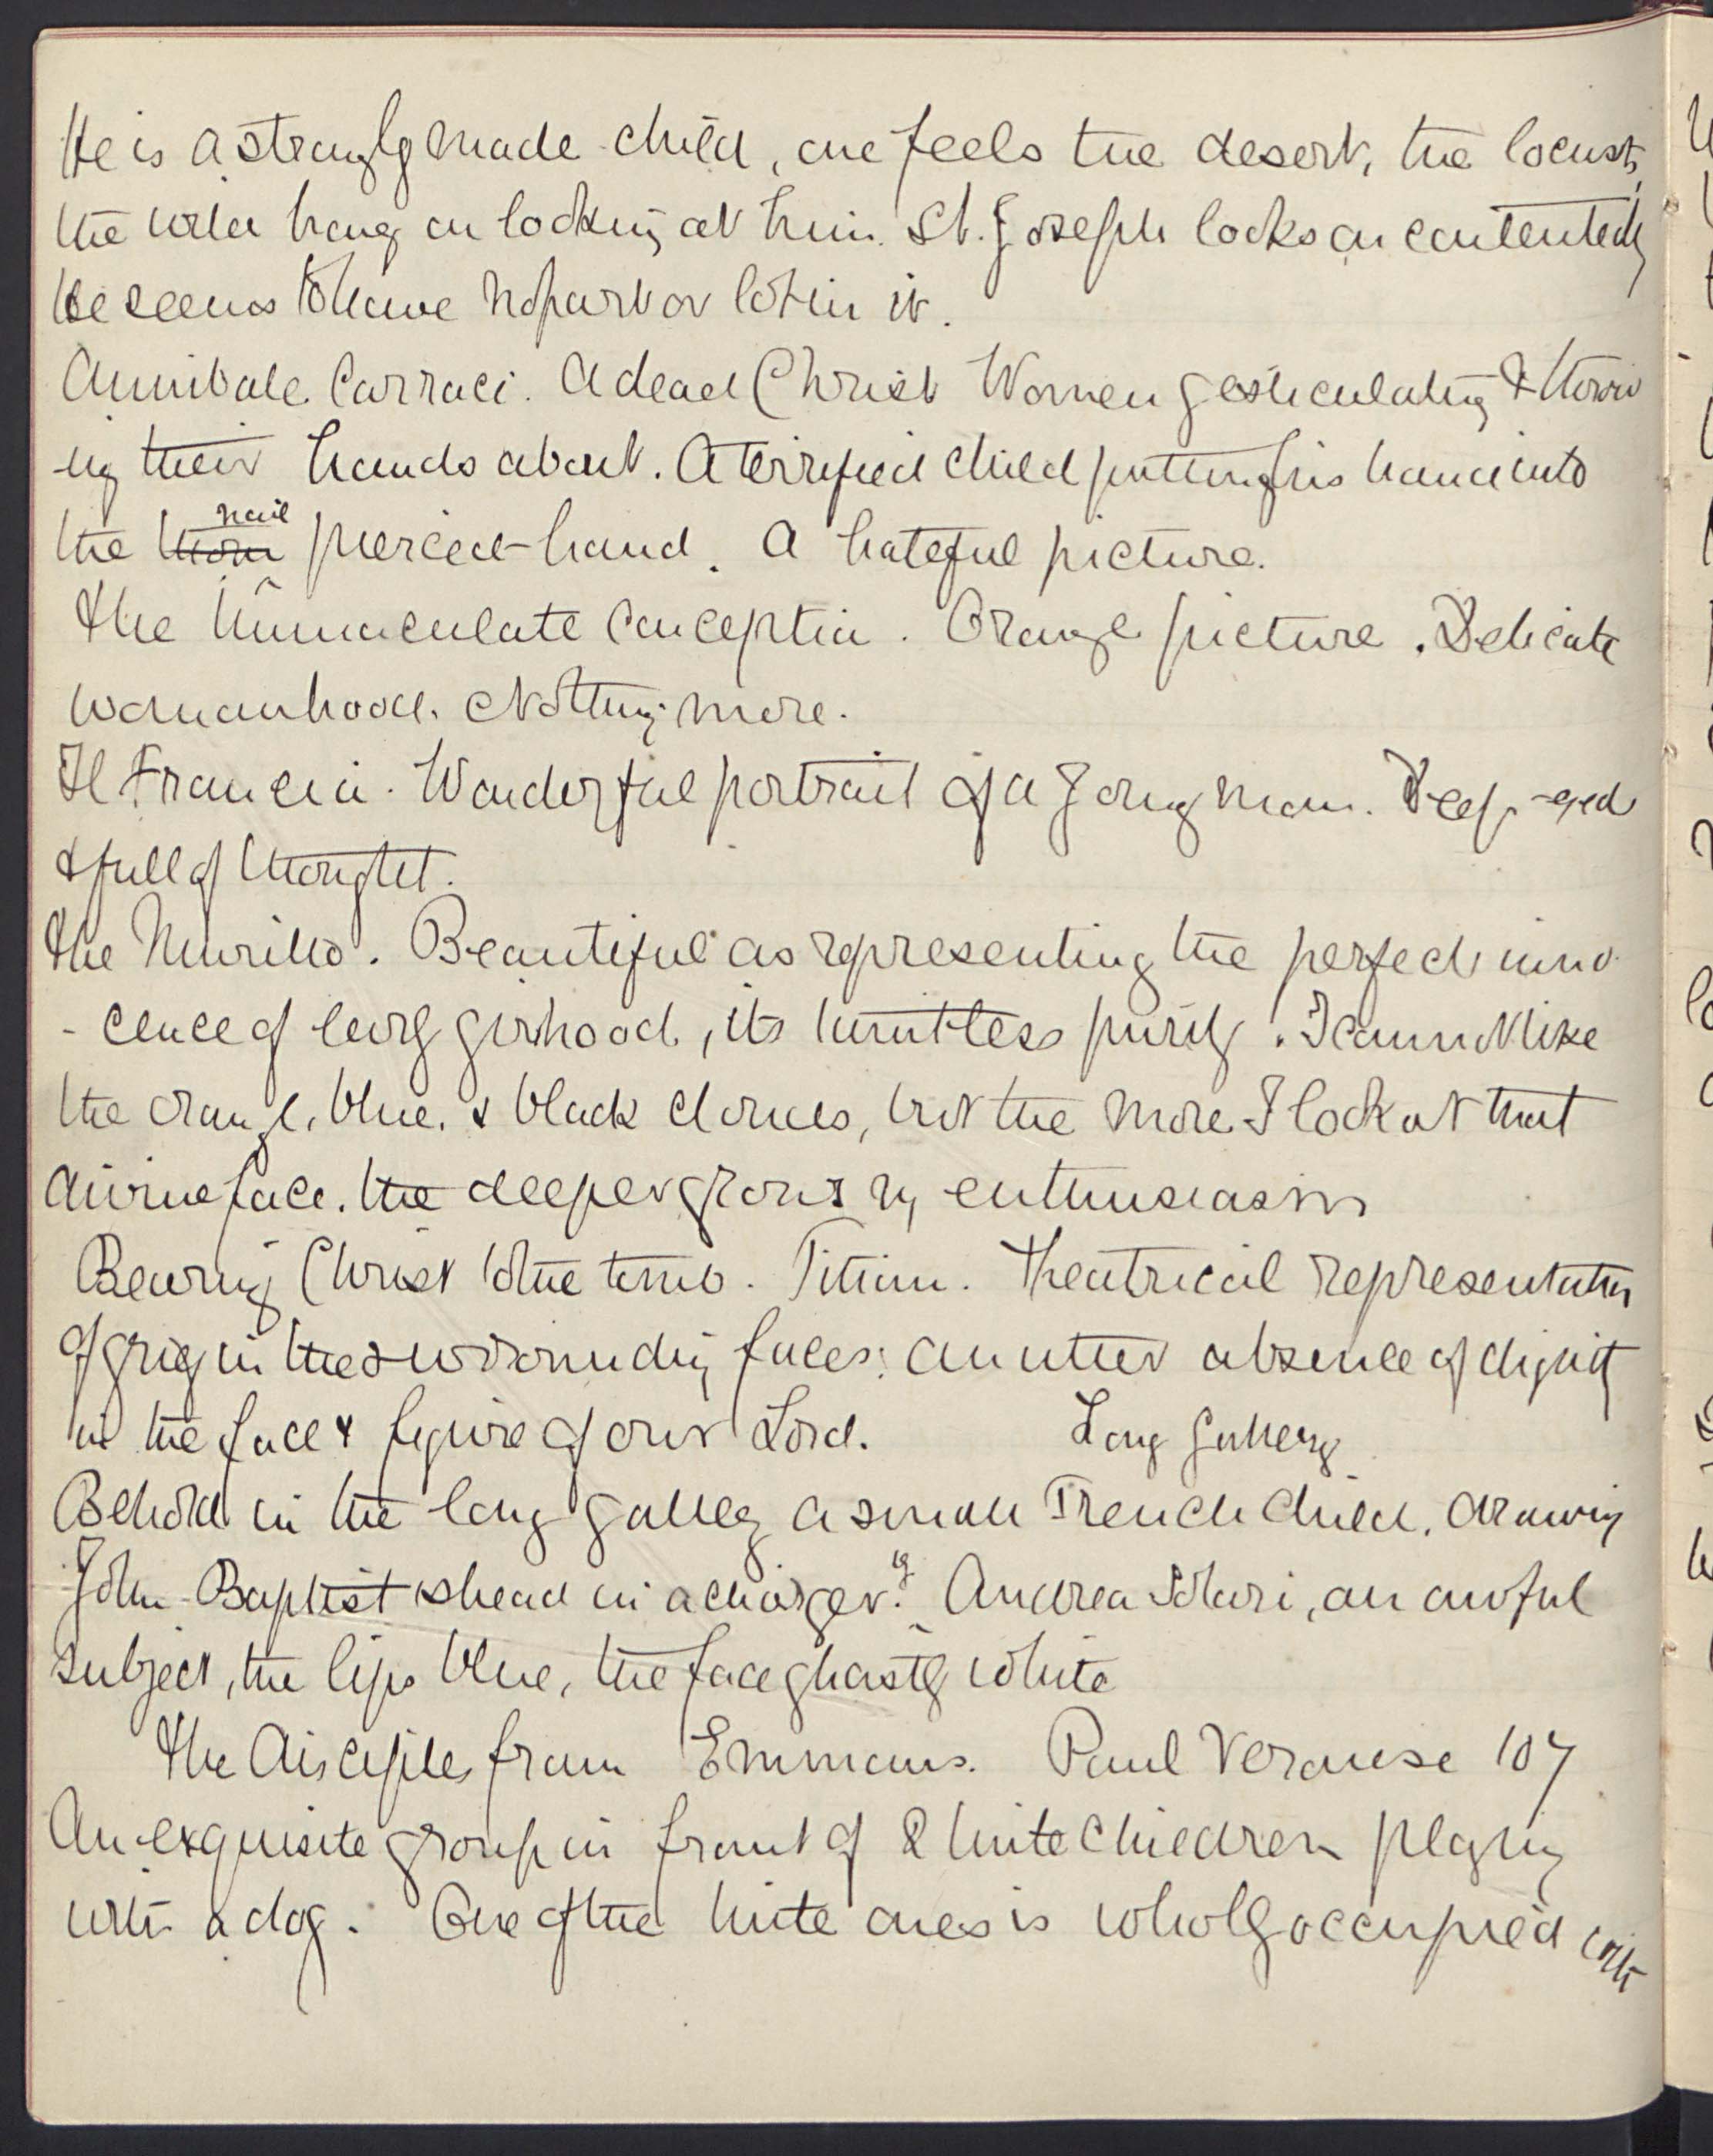 He is a strongly made child, one feels the desert, the locusts,
the wild honey on looking at him. St. Joseph looks on contentedly
he seems to have no part or lot in it.
Annibale Carraci. A dead Christ Women gesticulating & throw
-ing their hands about. A terrified child putting his hand into
the thorn nail pierced-hand. A hateful picture.
The Immaculate Conception. Orange picture. Delicate
womanhood. Nothing more.
Il Francia. Wonderful portrait of a young man. Deep-eyed
& full of thought.
The Murillo. Beautiful as representing the perfect inno
-cence of early girlhood, its limitless purity. I cannot like
the orange, blue, & black clouds, but the more I look at that
divine face. the deeper grows my enthusiasm
Bearing Christ to the tomb. Titian. Theatrical representation
of grief in the surrounding faces: an utter absence of dignity
in the face & figure of our Lord. Long Gallery
Behold in the long gallery a small French child, drawing
John Baptist's head in a charger. by Andrea Solari, an awful
subject, the lips blue, the face ghastly white
The Disciples from Emmaus. Paul Veronese 107
An exquisite group in front of 2 little children playing
with a dog. One of the little ones is wholly occupied with